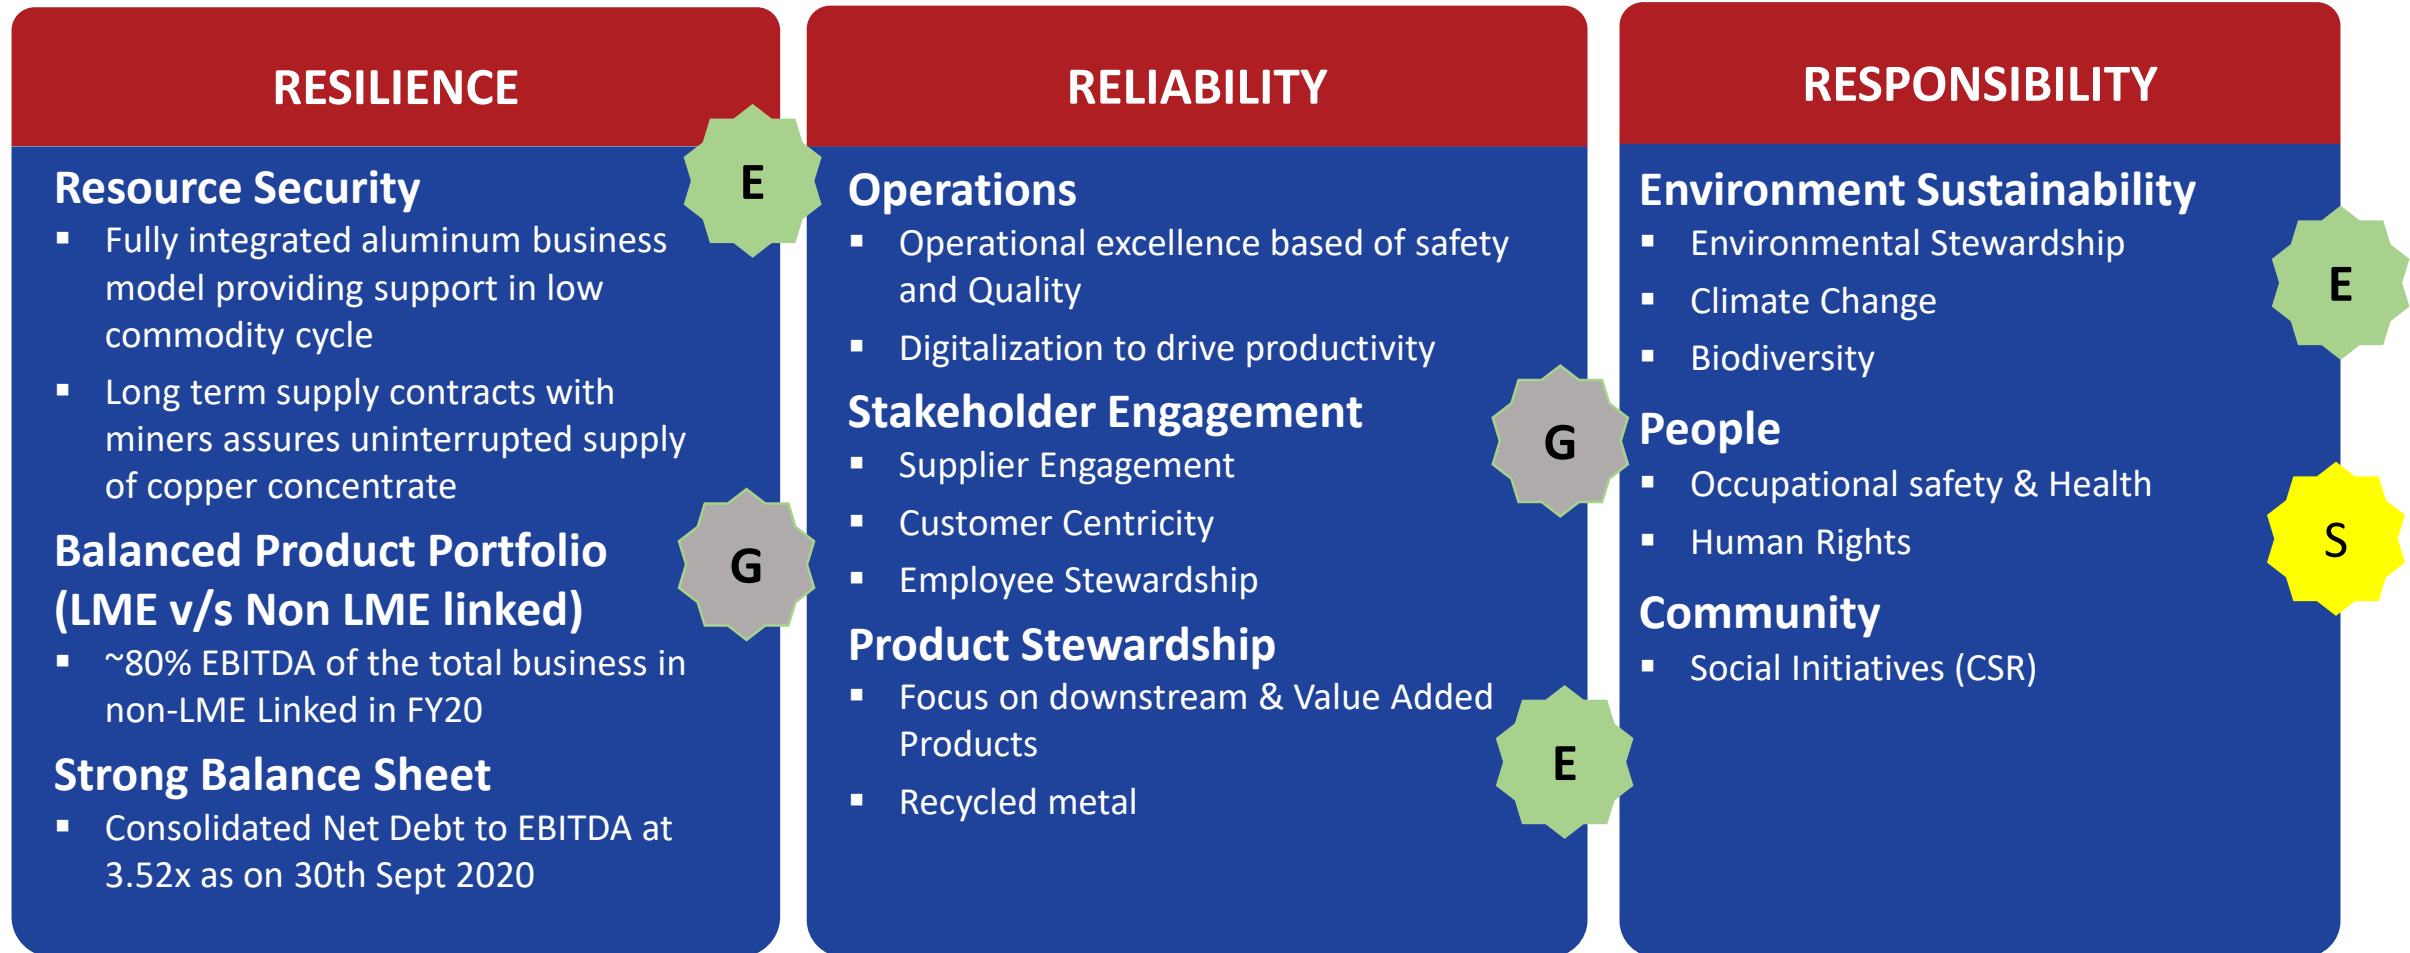 RESILIENCE
E
Resource Security
▪ Fully integrated aluminum business
model providing support in low
commodity cycle
▪ Long term supply contracts with
miners assures uninterrupted supply
of copper concentrate
G
Balanced Product Portfolio
(LME v/s Non LME linked)
▪ ~80% EBITDA of the total business in
non-LME Linked in FY20
Strong Balance Sheet
▪ Consolidated Net Debt to EBITDA at
3.52x as on 30th Sept 2020
RELIABILITY
Operations
▪ Operational excellence based of safety
and Quality
▪ Digitalization to drive productivity
Stakeholder Engagement
G
▪ Supplier Engagement
▪ Customer Centricity
▪ Employee Stewardship
Product Stewardship
▪ Focus on downstream & Value Added
Products
E
▪ Recycled metal
RESPONSIBILITY
Environment Sustainability
▪ Environmental Stewardship
E
▪ Climate Change
▪ Biodiversity
People
▪ Occupational safety & Health
S
▪ Human Rights
Community
▪ Social Initiatives (CSR)